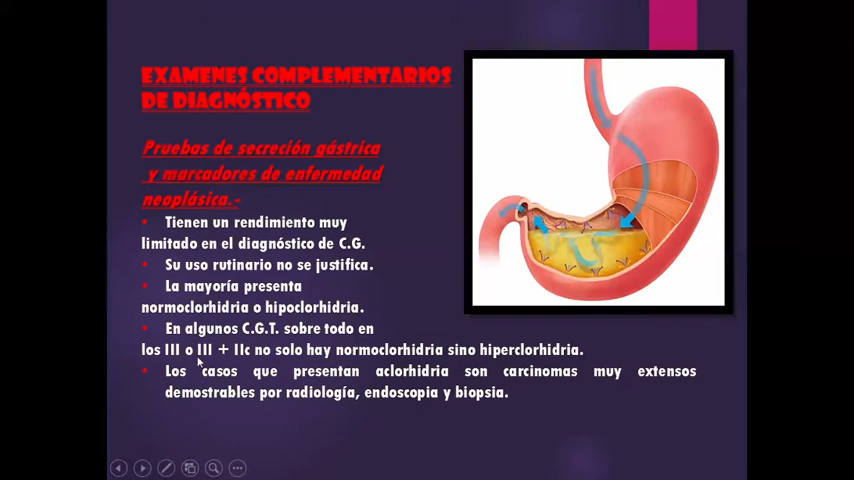 EXAMENES COMPLEMENTARIOS
DE DIAGNÓSTICO
Pruebas de secreción gástrica
y marcadores de enfermedad
neoplásica.-
• Tienen un rendimiento muy
limitado en el diagnóstico de C.G.
• Su uso rutinario no se justifica.
• La mayoría presenta
normoclorhidria o hipoclorhidria.
• En algunos C.G.T. sobre todo en
los III o III + IIc no solo hay normoclorhidria sino hiperclorhidria.
• Los casos que presentan aclorhidria son carcinomas muy extensos
demostrables por radiología, endoscopia y biopsia.